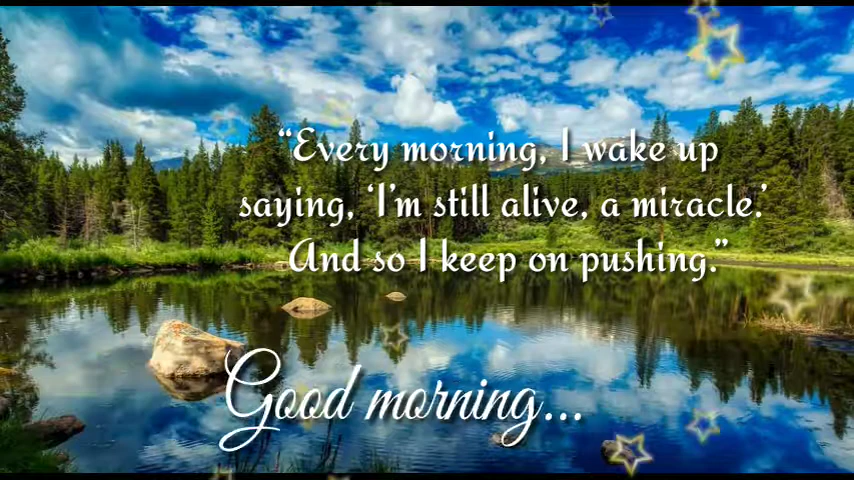 “Every morning, I wake up
saying, ‘I'm still alive, a miracle.’
And so I keep on pushing.”
Good morning...